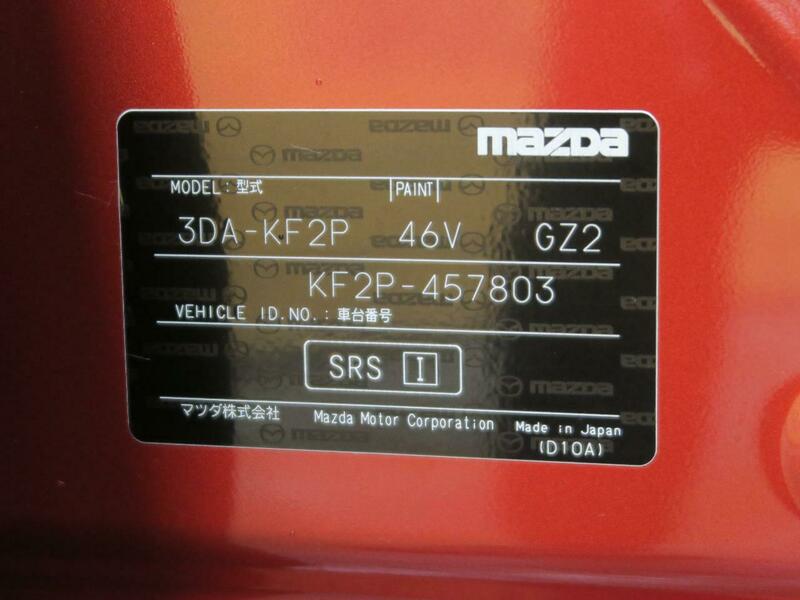 mazda
MODEL:型式 PAINT
3DA-KF2P 46V GZ2
KF2P-457803
VEHICLE ID.NO.:車台番号
SRS I
マツダ株式会社 Mazda Motor Corporation Made in Japan
(D10A)